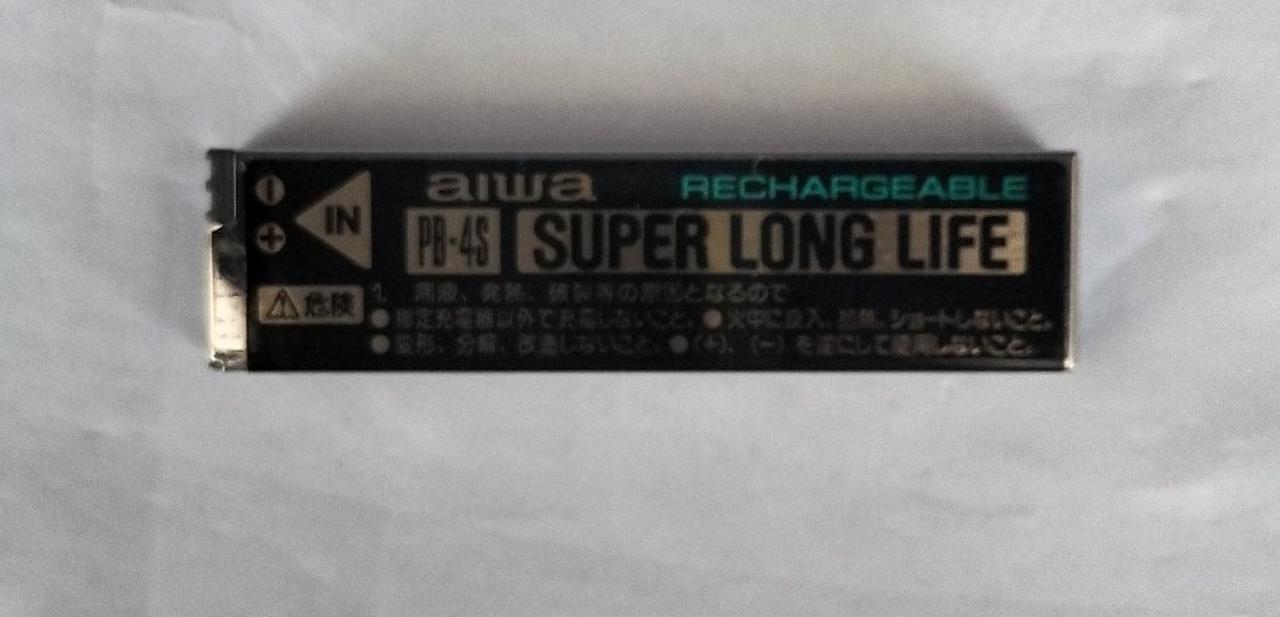 aiwa RECHARGEABLE
IN
PB-4S SUPER LONG LIFE
危険
1. 漏液、発熱、破裂等の原因となるので
●指定充電器以外で充電しないこと。●火中に投入、加熱、ショートしないこと。
●変形、分解、改造しないこと。●(+)、(−)を逆にして使用しないこと。